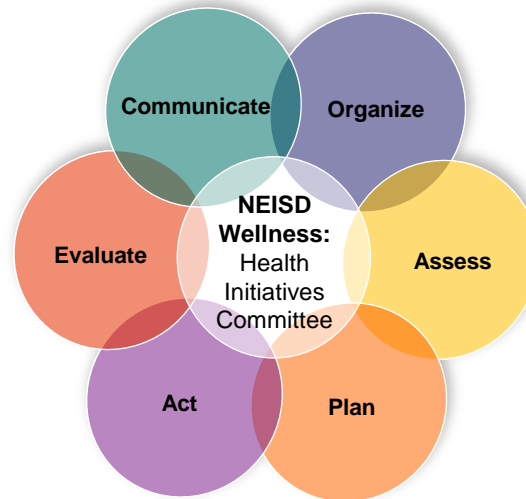 Communicate
Organize
NEISD
Wellness:
Health
Initiatives
Committee
Evaluate
Assess
Act
Plan